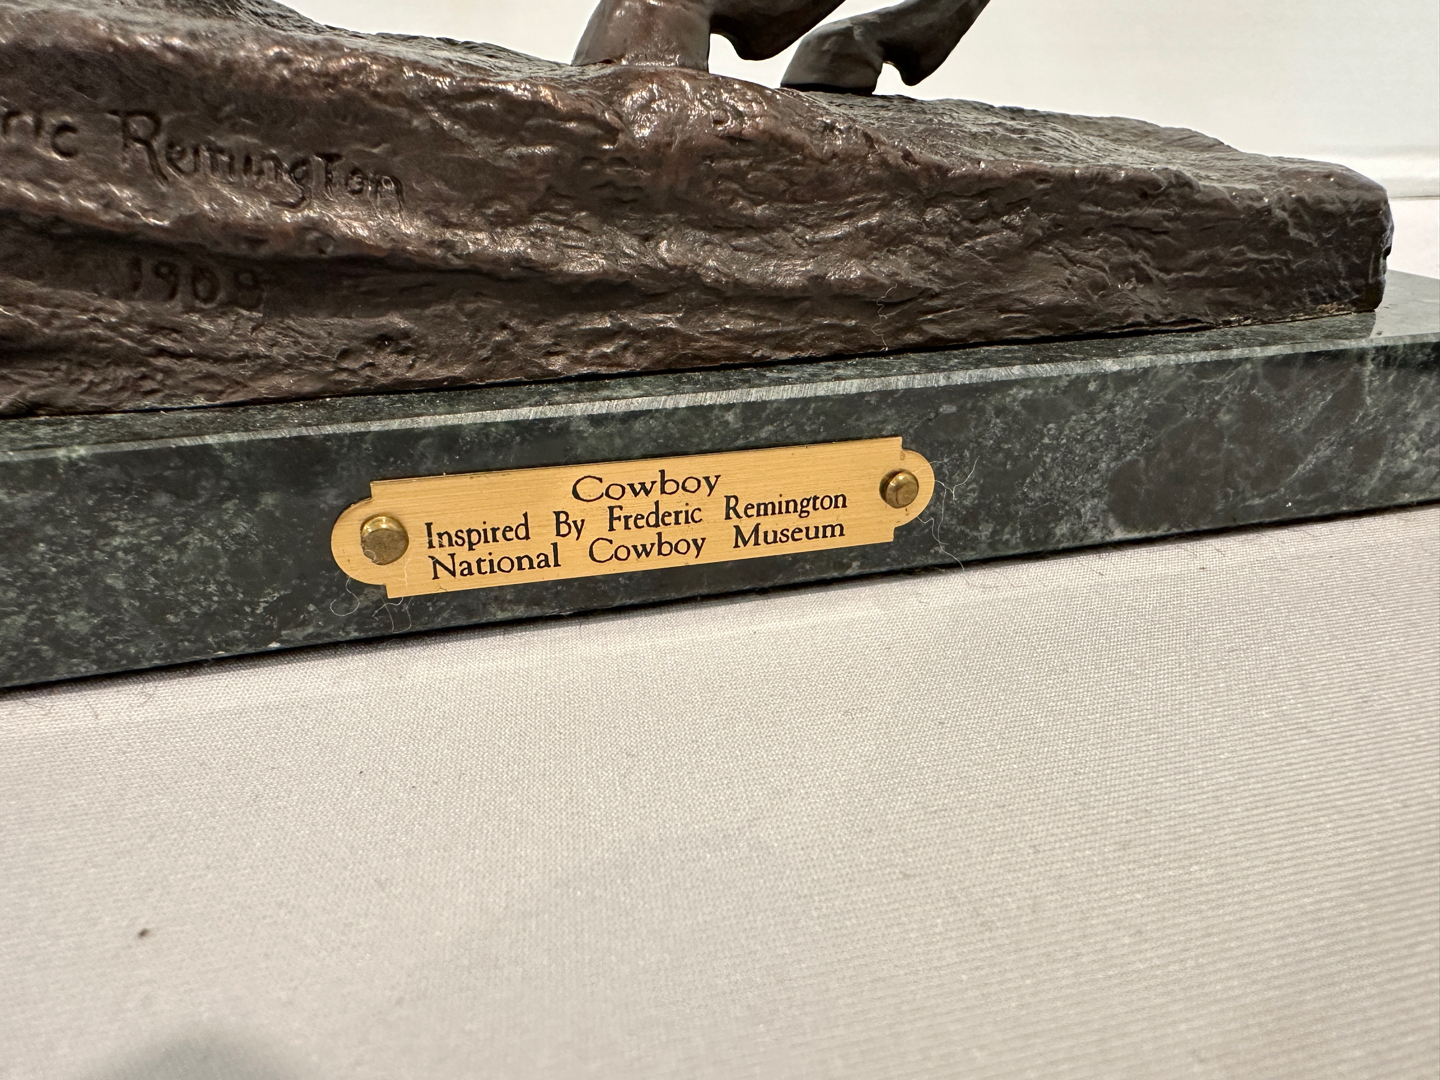 ric Remington
1908
Cowboy
Inspired By Frederic Remington
National Cowboy Museum